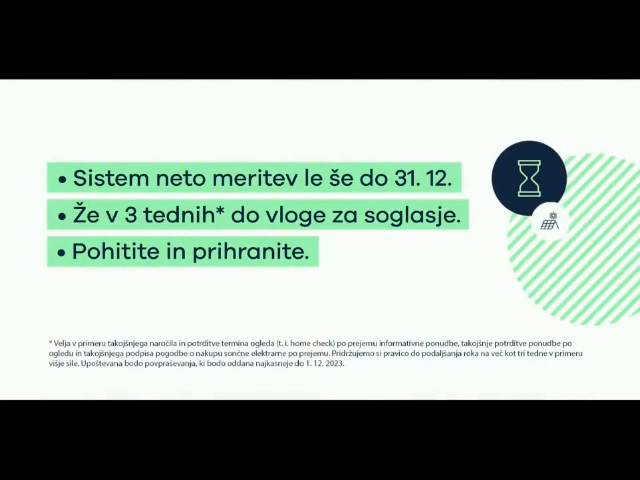 • Sistem neto meritev le še do 31. 12.
• Že v 3 tednih* do vloge za soglasje.
• Pohitite in prihranite.
* Velja v primeru takojšnjega naročila in potrditve termina ogleda (t. i. home check) po prejemu informativne ponudbe, takojšnje potrditve ponudbe po
ogledu in takojšnjega podpisa pogodbe o nakupu sončne elektrarne po prejemu. Pridržujemo si pravico do podaljšanja roka na več kot tri tedne v primeru
višje sile. Upoštevana bodo povpraševanja, ki bodo oddana najkasneje do 1. 12. 2023.